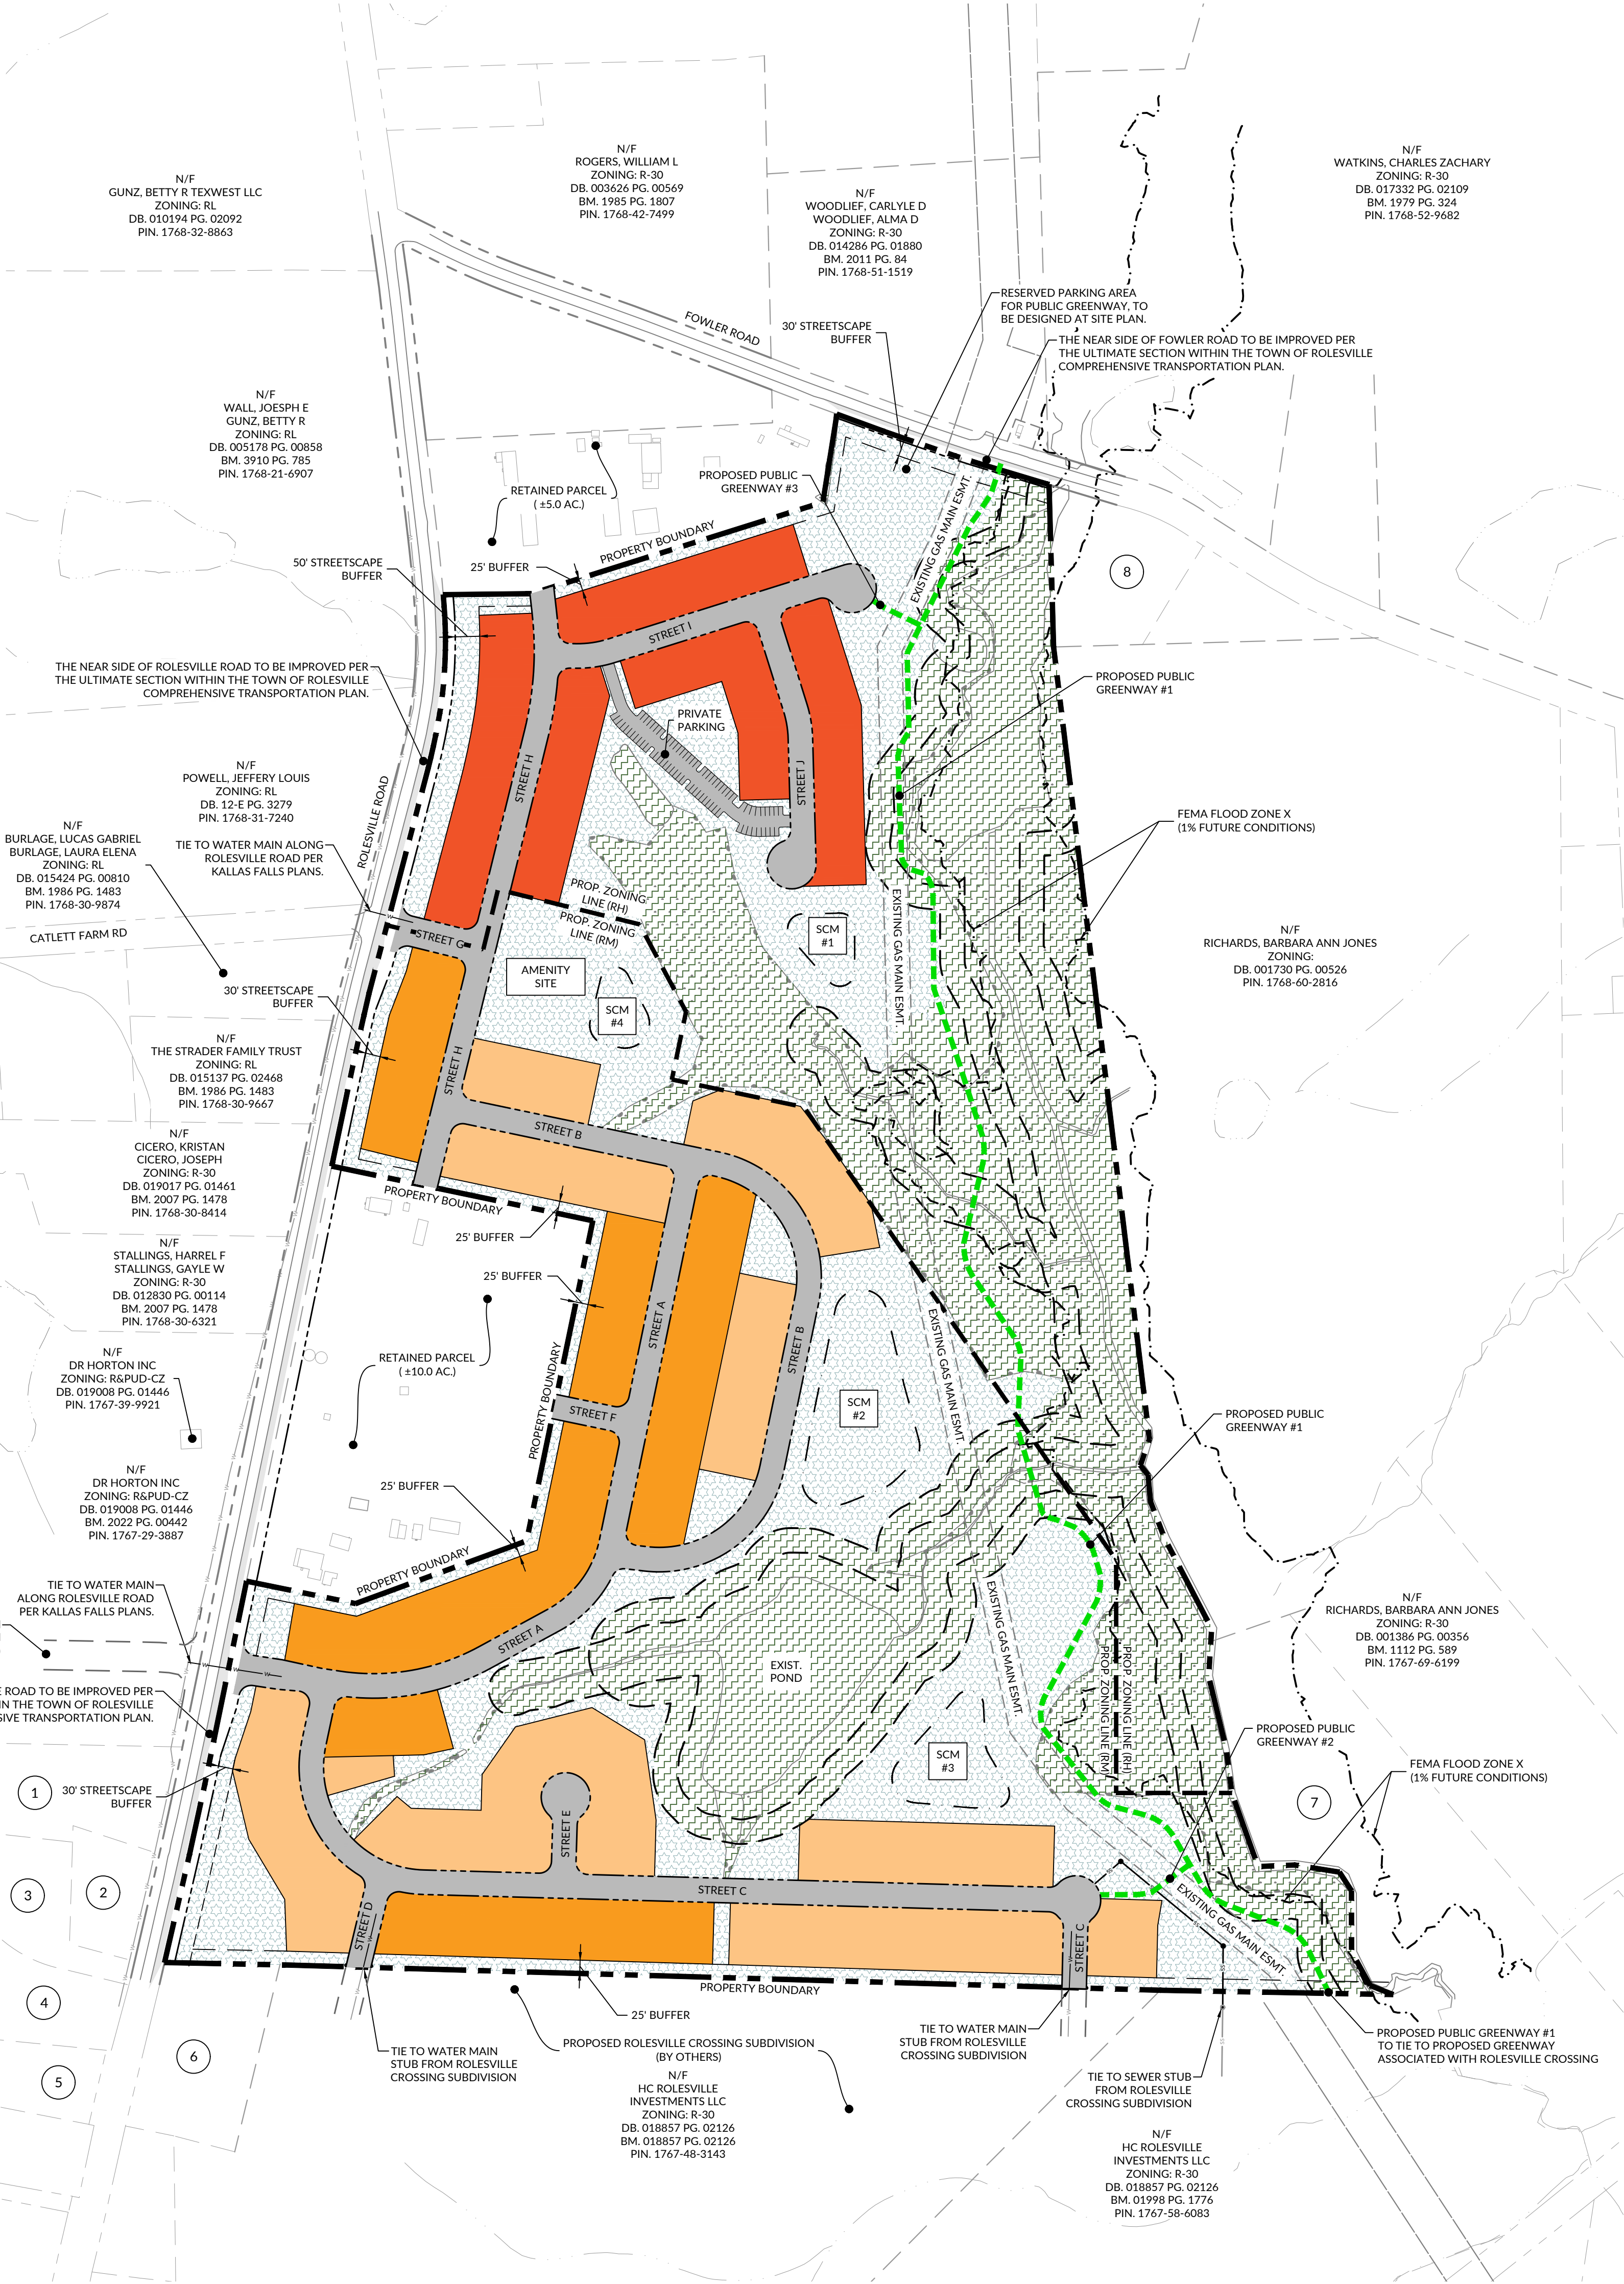 N/F
GUNZ, BETTY R TEXWEST LLC
ZONING: RL
DB. 010194 PG. 02092
PIN. 1768-32-8863
N/F
ROGERS, WILLIAM L
ZONING: R-30
DB. 003626 PG. 00569
BM. 1985 PG. 1807
PIN. 1768-42-7499
N/F
WOODLIEF, CARLYLE D
WOODLIEF, ALMA D
ZONING: R-30
DB. 014286 PG. 01880
BM. 2011 PG. 84
PIN. 1768-51-1519
N/F
WATKINS, CHARLES ZACHARY
ZONING: R-30
DB. 017332 PG. 02109
BM. 1979 PG. 324
PIN. 1768-52-9682
RESERVED PARKING AREA
FOR PUBLIC GREENWAY, TO
BE DESIGNED AT SITE PLAN.
FOWLER ROAD
30' STREETSCAPE
BUFFER
THE NEAR SIDE OF FOWLER ROAD TO BE IMPROVED PER
THE ULTIMATE SECTION WITHIN THE TOWN OF ROLESVILLE
COMPREHENSIVE TRANSPORTATION PLAN.
N/F
WALL, JOESPH E
GUNZ, BETTY R
ZONING: RL
DB. 005178 PG. 00858
BM. 3910 PG. 785
PIN. 1768-21-6907
PROPOSED PUBLIC
GREENWAY #3
RETAINED PARCEL
( ±5.0 AC.)
PROPERTY BOUNDARY
EXISTING GAS MAIN ESMT.
50' STREETSCAPE
BUFFER
25' BUFFER
8
STREET I
THE NEAR SIDE OF ROLESVILLE ROAD TO BE IMPROVED PER
THE ULTIMATE SECTION WITHIN THE TOWN OF ROLESVILLE
COMPREHENSIVE TRANSPORTATION PLAN.
PROPOSED PUBLIC
GREENWAY #1
PRIVATE
PARKING
STREET H
STREET J
N/F
POWELL, JEFFERY LOUIS
ZONING: RL
DB. 12-E PG. 3279
PIN. 1768-31-7240
ROLESVILLE ROAD
FEMA FLOOD ZONE X
(1% FUTURE CONDITIONS)
N/F
BURLAGE, LUCAS GABRIEL
BURLAGE, LAURA ELENA
ZONING: RL
DB. 015424 PG. 00810
BM. 1986 PG. 1483
PIN. 1768-30-9874
TIE TO WATER MAIN ALONG
ROLESVILLE ROAD PER
KALLAS FALLS PLANS.
PROP. ZONING
LINE (RH)
PROP. ZONING
LINE (RM)
EXISTING GAS MAIN ESMT.
CATLETT FARM RD
STREET G
SCM
#1
N/F
RICHARDS, BARBARA ANN JONES
ZONING:
DB. 001730 PG. 00526
PIN. 1768-60-2816
AMENITY
SITE
30' STREETSCAPE
BUFFER
SCM
#4
N/F
THE STRADER FAMILY TRUST
ZONING: RL
DB. 015137 PG. 02468
BM. 1986 PG. 1483
PIN. 1768-30-9667
STREET H
STREET B
N/F
CICERO, KRISTAN
CICERO, JOSEPH
ZONING: R-30
DB. 019017 PG. 01461
BM. 2007 PG. 1478
PIN. 1768-30-8414
PROPERTY BOUNDARY
25' BUFFER
N/F
STALLINGS, HARREL F
STALLINGS, GAYLE W
ZONING: R-30
DB. 012830 PG. 00114
BM. 2007 PG. 1478
PIN. 1768-30-6321
25' BUFFER
STREET A
STREET B
EXISTING GAS MAIN ESMT.
N/F
DR HORTON INC
ZONING: R&PUD-CZ
DB. 019008 PG. 01446
PIN. 1767-39-9921
RETAINED PARCEL
( ±10.0 AC.)
PROPERTY BOUNDARY
STREET F
SCM
#2
PROPOSED PUBLIC
GREENWAY #1
N/F
DR HORTON INC
ZONING: R&PUD-CZ
DB. 019008 PG. 01446
BM. 2022 PG. 00442
PIN. 1767-29-3887
25' BUFFER
PROPERTY BOUNDARY
TIE TO WATER MAIN
ALONG ROLESVILLE ROAD
PER KALLAS FALLS PLANS.
EXISTING GAS MAIN ESMT.
N/F
RICHARDS, BARBARA ANN JONES
ZONING: R-30
DB. 001386 PG. 00356
BM. 1112 PG. 589
PIN. 1767-69-6199
STREET A
EXIST.
POND
PROP. ZONING LINE (RH)
PROP. ZONING LINE (RM)
E ROAD TO BE IMPROVED PER
IN THE TOWN OF ROLESVILLE
SIVE TRANSPORTATION PLAN.
PROPOSED PUBLIC
GREENWAY #2
SCM
#3
FEMA FLOOD ZONE X
(1% FUTURE CONDITIONS)
1
30' STREETSCAPE
BUFFER
7
STREET E
3
2
STREET C
STREET D
STREET C
EXISTING GAS MAIN ESMT.
PROPERTY BOUNDARY
4
25' BUFFER
6
5
TIE TO WATER MAIN
STUB FROM ROLESVILLE
CROSSING SUBDIVISION
PROPOSED ROLESVILLE CROSSING SUBDIVISION
(BY OTHERS)
N/F
HC ROLESVILLE
INVESTMENTS LLC
ZONING: R-30
DB. 018857 PG. 02126
BM. 018857 PG. 02126
PIN. 1767-48-3143
TIE TO WATER MAIN
STUB FROM ROLESVILLE
CROSSING SUBDIVISION
PROPOSED PUBLIC GREENWAY #1
TO TIE TO PROPOSED GREENWAY
ASSOCIATED WITH ROLESVILLE CROSSING
TIE TO SEWER STUB
FROM ROLESVILLE
CROSSING SUBDIVISION
N/F
HC ROLESVILLE
INVESTMENTS LLC
ZONING: R-30
DB. 018857 PG. 02126
BM. 01998 PG. 1776
PIN. 1767-58-6083